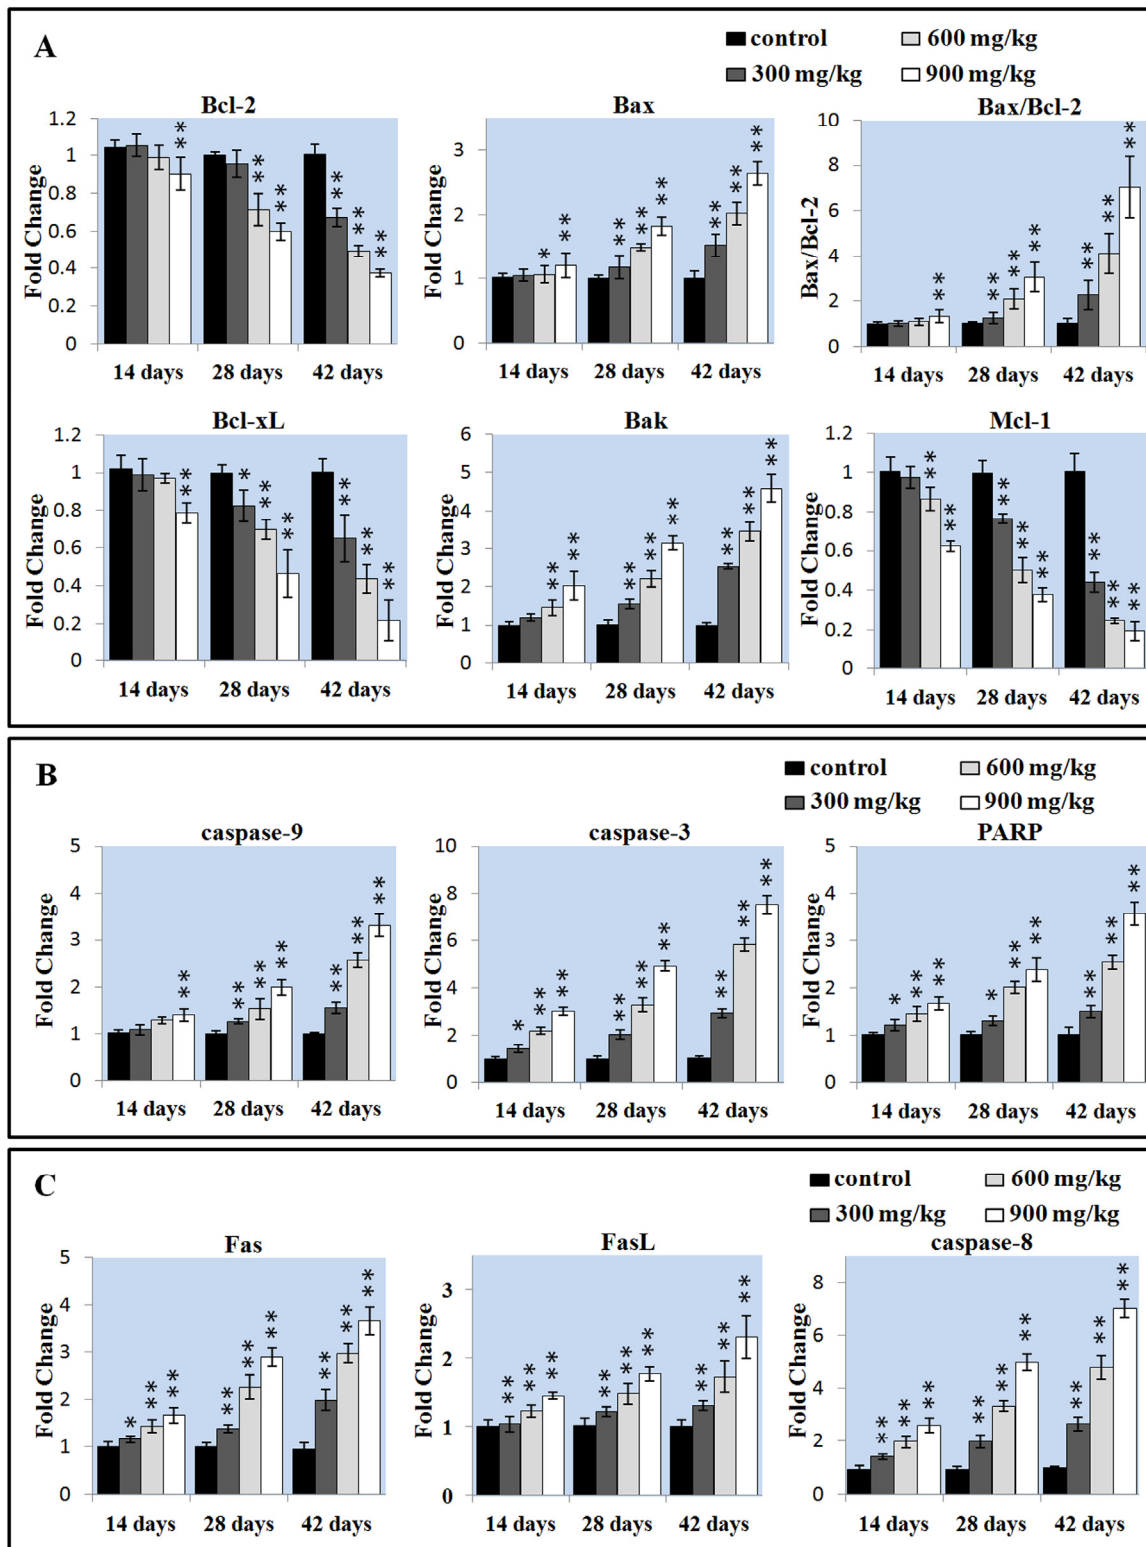 A
control
600 mg/kg
300 mg/kg
900 mg/kg
Bcl-2
Fold Change
1.2
1
0.8
0.6
0.4
0.2
0
**
** **
** ** **
14 days 28 days 42 days
Bax
Fold Change
3
2
1
0
* **
** ** **
** ** **
14 days 28 days 42 days
Bax/Bcl-2
Bax/Bcl-2
10
8
6
4
2
0
**
** ** **
** ** **
14 days 28 days 42 days
Bcl-xL
Fold Change
1.2
1
0.8
0.6
0.4
0.2
0
**
* ** **
** ** **
14 days 28 days 42 days
Bak
Fold Change
6
5
4
3
2
1
0
** **
** ** **
** ** **
14 days 28 days 42 days
Mcl-1
Fold Change
1.2
1
0.8
0.6
0.4
0.2
0
** **
** ** **
** ** **
14 days 28 days 42 days
B
control
600 mg/kg
300 mg/kg
900 mg/kg
caspase-9
Fold Change
5
4
3
2
1
0
**
** ** **
** ** **
14 days 28 days 42 days
caspase-3
Fold Change
10
8
6
4
2
0
* ** **
** ** **
** ** **
14 days 28 days 42 days
PARP
Fold Change
5
4
3
2
1
0
* ** **
* ** **
** ** **
14 days 28 days 42 days
C
control
600 mg/kg
300 mg/kg
900 mg/kg
Fas
Fold Change
5
4
3
2
1
0
* ** **
** ** **
** ** **
14 days 28 days 42 days
FasL
Fold Change
3
2
1
0
** ** **
** ** **
** ** **
14 days 28 days 42 days
caspase-8
Fold Change
8
6
4
2
0
** ** **
** ** **
** ** **
14 days 28 days 42 days